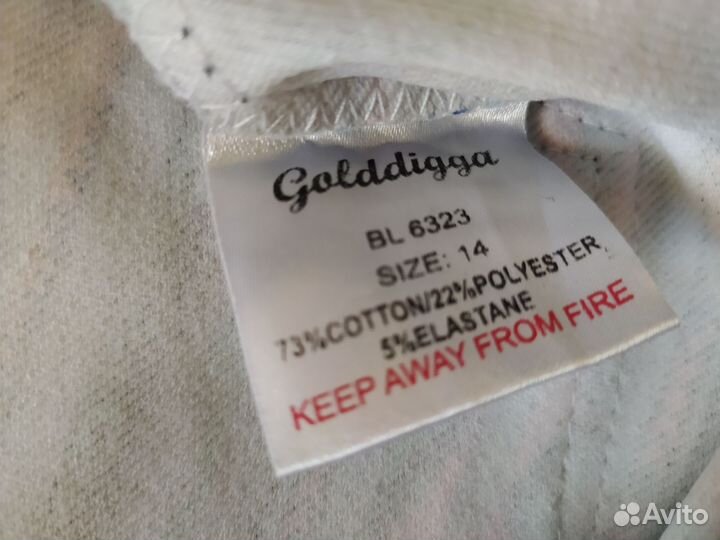 Golddigga
BL 6323
SIZE: 14
73%COTTON/22%POLYESTER,
5%ELASTANE
KEEP AWAY FROM FIRE
Avito